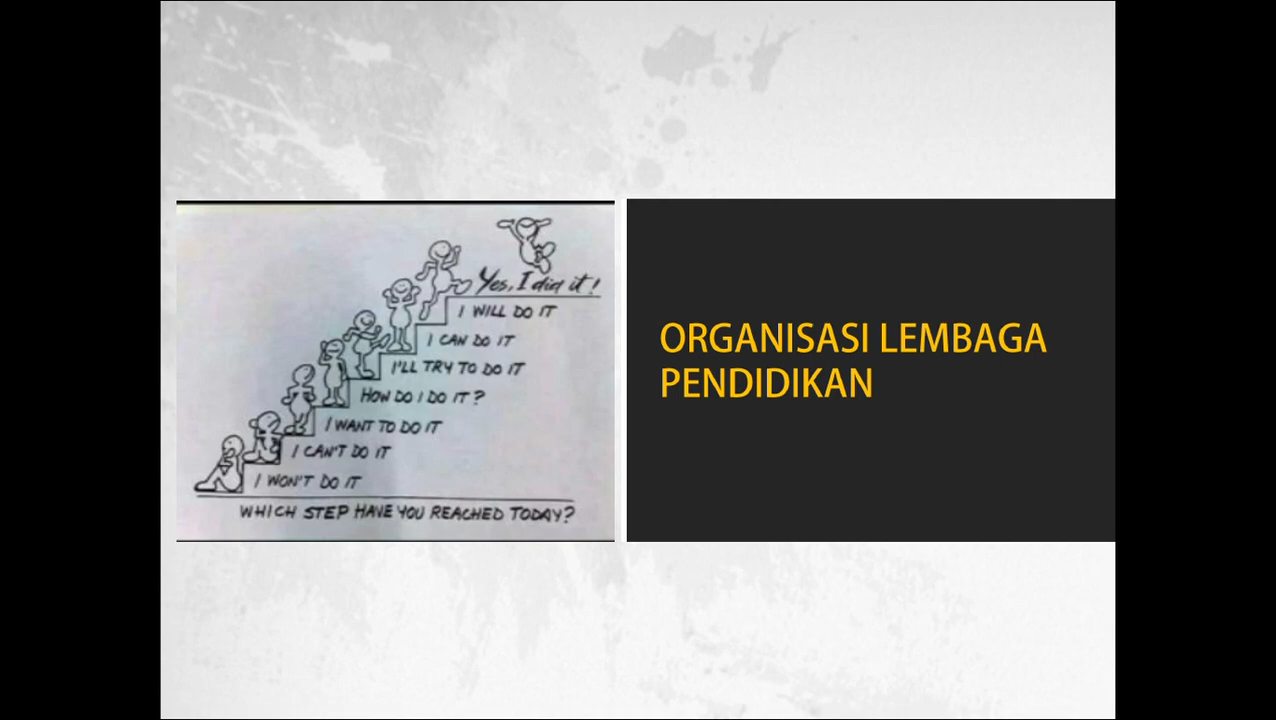 Yes, I did it!
I WILL DO IT
I CAN DO IT
I'LL TRY TO DO IT
HOW DO I DO IT?
I WANT TO DO IT
I CAN'T DO IT
I WON'T DO IT
WHICH STEP HAVE YOU REACHED TODAY?
ORGANISASI LEMBAGA
PENDIDIKAN